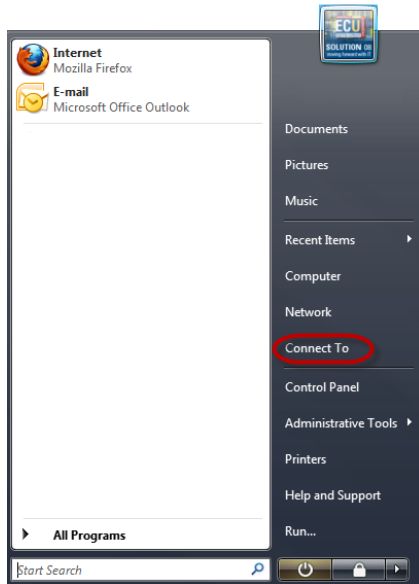 ECU
SOLUTION
Internet
Mozilla Firefox
E-mail
Microsoft Office Outlook
Documents
Pictures
Music
Recent Items
Computer
Network
Connect To
Control Panel
Administrative Tools
Printers
Help and Support
Run...
All Programs
Start Search